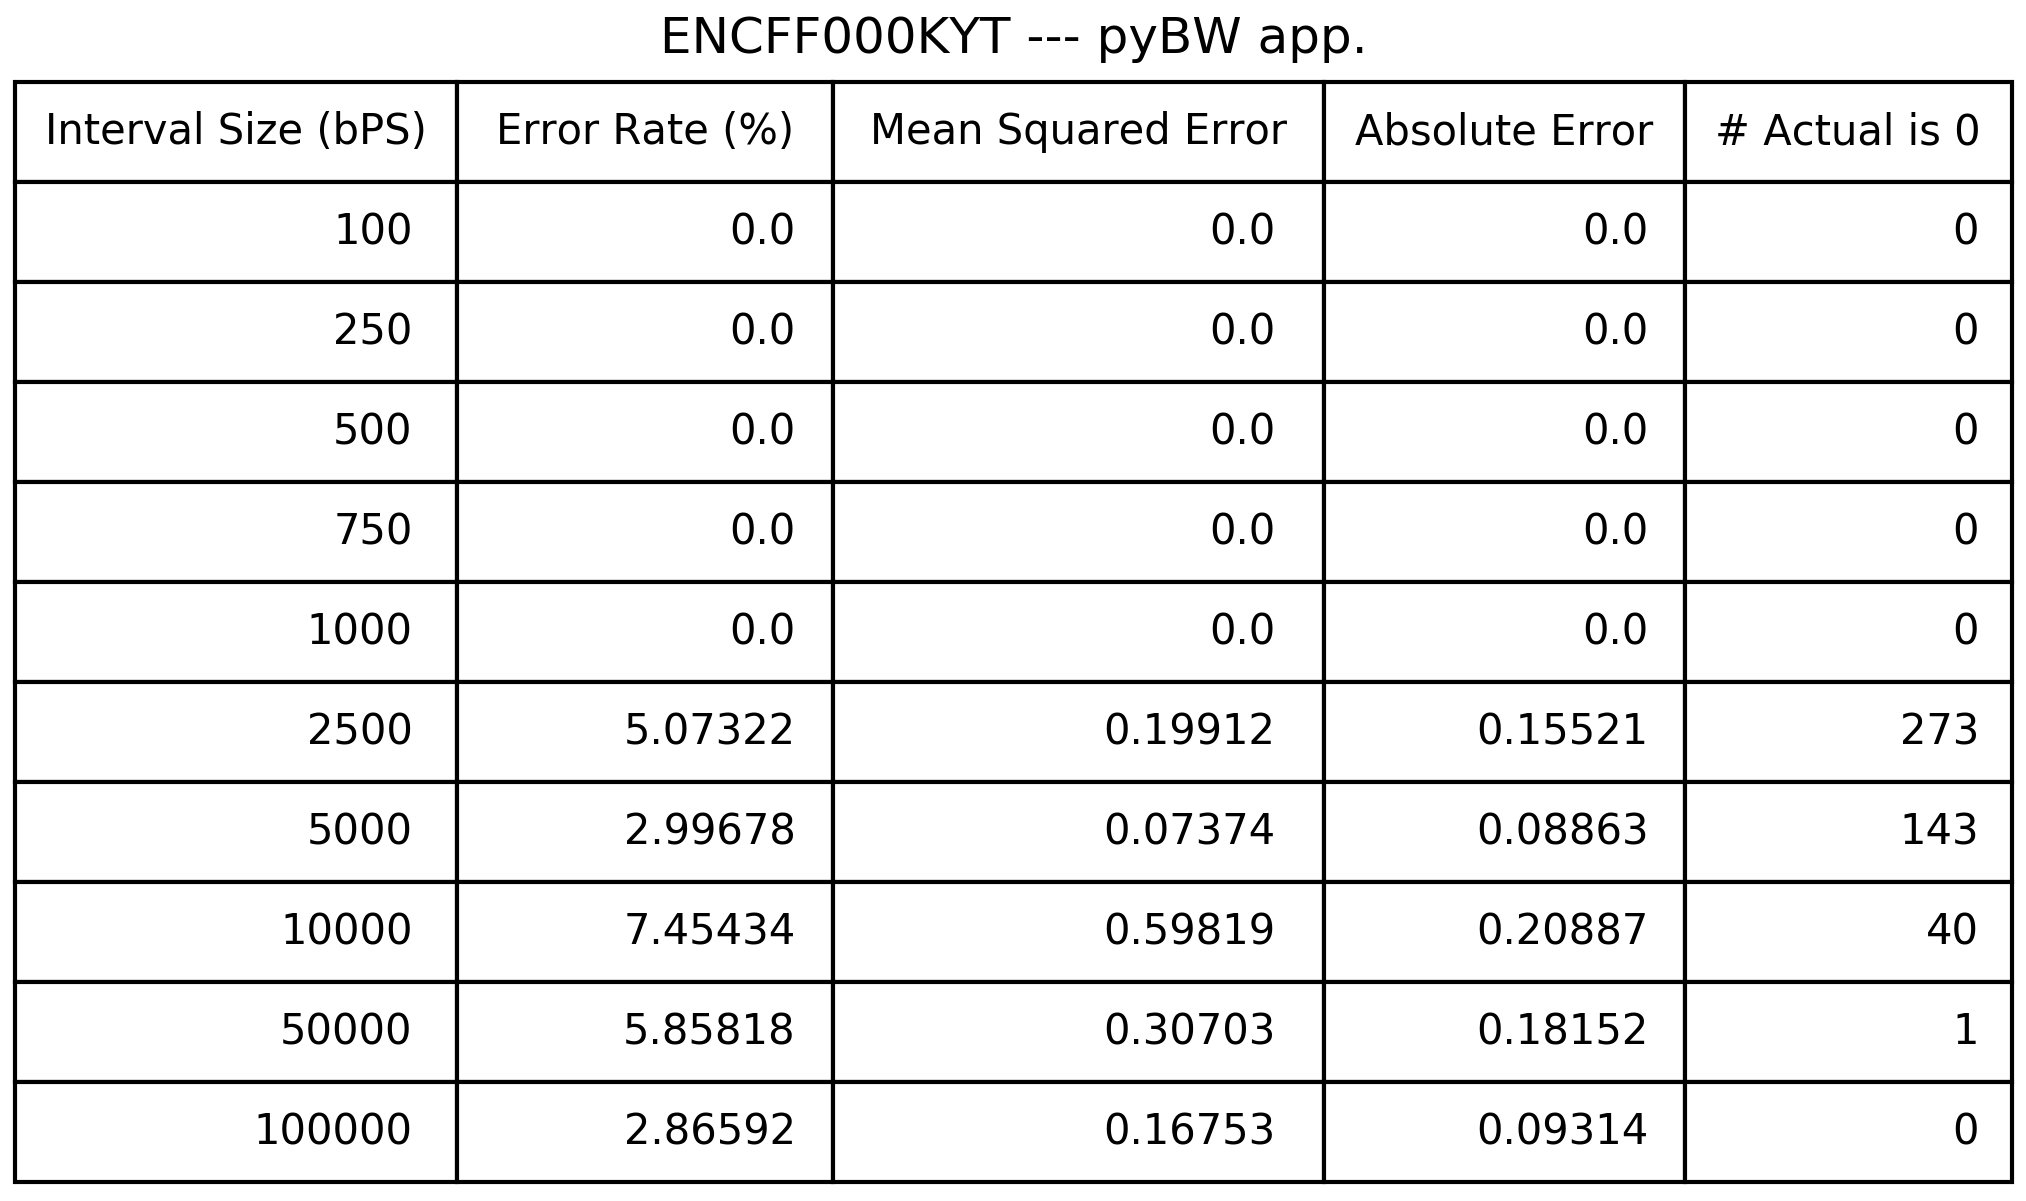 ENCFF000KYT --- pyBW app.
Interval Size (bPS) Error Rate (%) Mean Squared Error Absolute Error # Actual is 0
100 0.0 0.0 0.0 0
250 0.0 0.0 0.0 0
500 0.0 0.0 0.0 0
750 0.0 0.0 0.0 0
1000 0.0 0.0 0.0 0
2500 5.07322 0.19912 0.15521 273
5000 2.99678 0.07374 0.08863 143
10000 7.45434 0.59819 0.20887 40
50000 5.85818 0.30703 0.18152 1
100000 2.86592 0.16753 0.09314 0